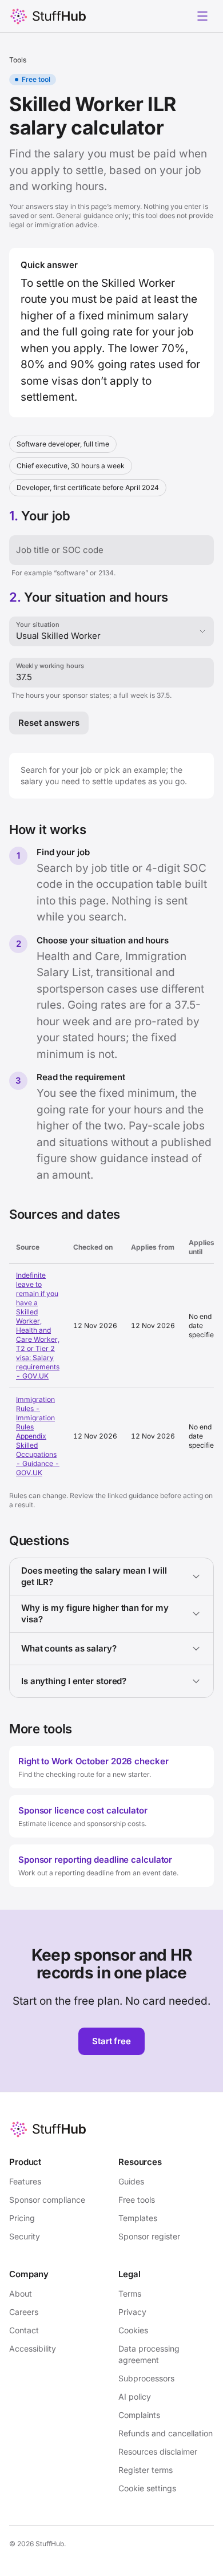 StuffHub
Tools
Free tool
Skilled Worker ILR
salary calculator
Find the salary you must be paid when
you apply to settle, based on your job
and working hours.
Your answers stay in this page's memory. Nothing you enter is
saved or sent. General guidance only; this tool does not provide
legal or immigration advice.
Quick answer
To settle on the Skilled Worker
route you must be paid at least the
higher of a fixed minimum salary
and the full going rate for your job
when you apply. The lower 70%,
80% and 90% going rates used for
some visas don't apply to
settlement.
Software developer, full time
Chief executive, 30 hours a week
Developer, first certificate before April 2024
1. Your job
Job title or SOC code
For example "software" or 2134.
2. Your situation and hours
Your situation
Usual Skilled Worker
Weekly working hours
37.5
The hours your sponsor states; a full week is 37.5.
Reset answers
Search for your job or pick an example; the
salary you need to settle updates as you go.
How it works
1
Find your job
Search by job title or 4-digit SOC
code in the occupation table built
into this page. Nothing is sent
while you search.
2
Choose your situation and hours
Health and Care, Immigration
Salary List, transitional and
sportsperson cases use different
rules. Going rates are for a 37.5-
hour week and are pro-rated by
your stated hours; the fixed
minimum is not.
3
Read the requirement
You see the fixed minimum, the
going rate for your hours and the
higher of the two. Pay-scale jobs
and situations without a published
figure show guidance instead of
an amount.
Sources and dates
Source Checked on Applies from Applies
until
Indefinite
leave to
remain if you
have a
Skilled
Worker,
Health and
Care Worker,
T2 or Tier 2
visa: Salary
requirements
- GOV.UK
12 Nov 2026 12 Nov 2026 No end
date
specifie
Immigration
Rules -
Immigration
Rules
Appendix
Skilled
Occupations
- Guidance -
GOV.UK
12 Nov 2026 12 Nov 2026 No end
date
specifie
Rules can change. Review the linked guidance before acting on
a result.
Questions
Does meeting the salary mean I will
get ILR?
Why is my figure higher than for my
visa?
What counts as salary?
Is anything I enter stored?
More tools
Right to Work October 2026 checker
Find the checking route for a new starter.
Sponsor licence cost calculator
Estimate licence and sponsorship costs.
Sponsor reporting deadline calculator
Work out a reporting deadline from an event date.
Keep sponsor and HR
records in one place
Start on the free plan. No card needed.
Start free
StuffHub
Product
Features
Sponsor compliance
Pricing
Security
Resources
Guides
Free tools
Templates
Sponsor register
Company
About
Careers
Contact
Accessibility
Legal
Terms
Privacy
Cookies
Data processing
agreement
Subprocessors
AI policy
Complaints
Refunds and cancellation
Resources disclaimer
Register terms
Cookie settings
© 2026 StuffHub.